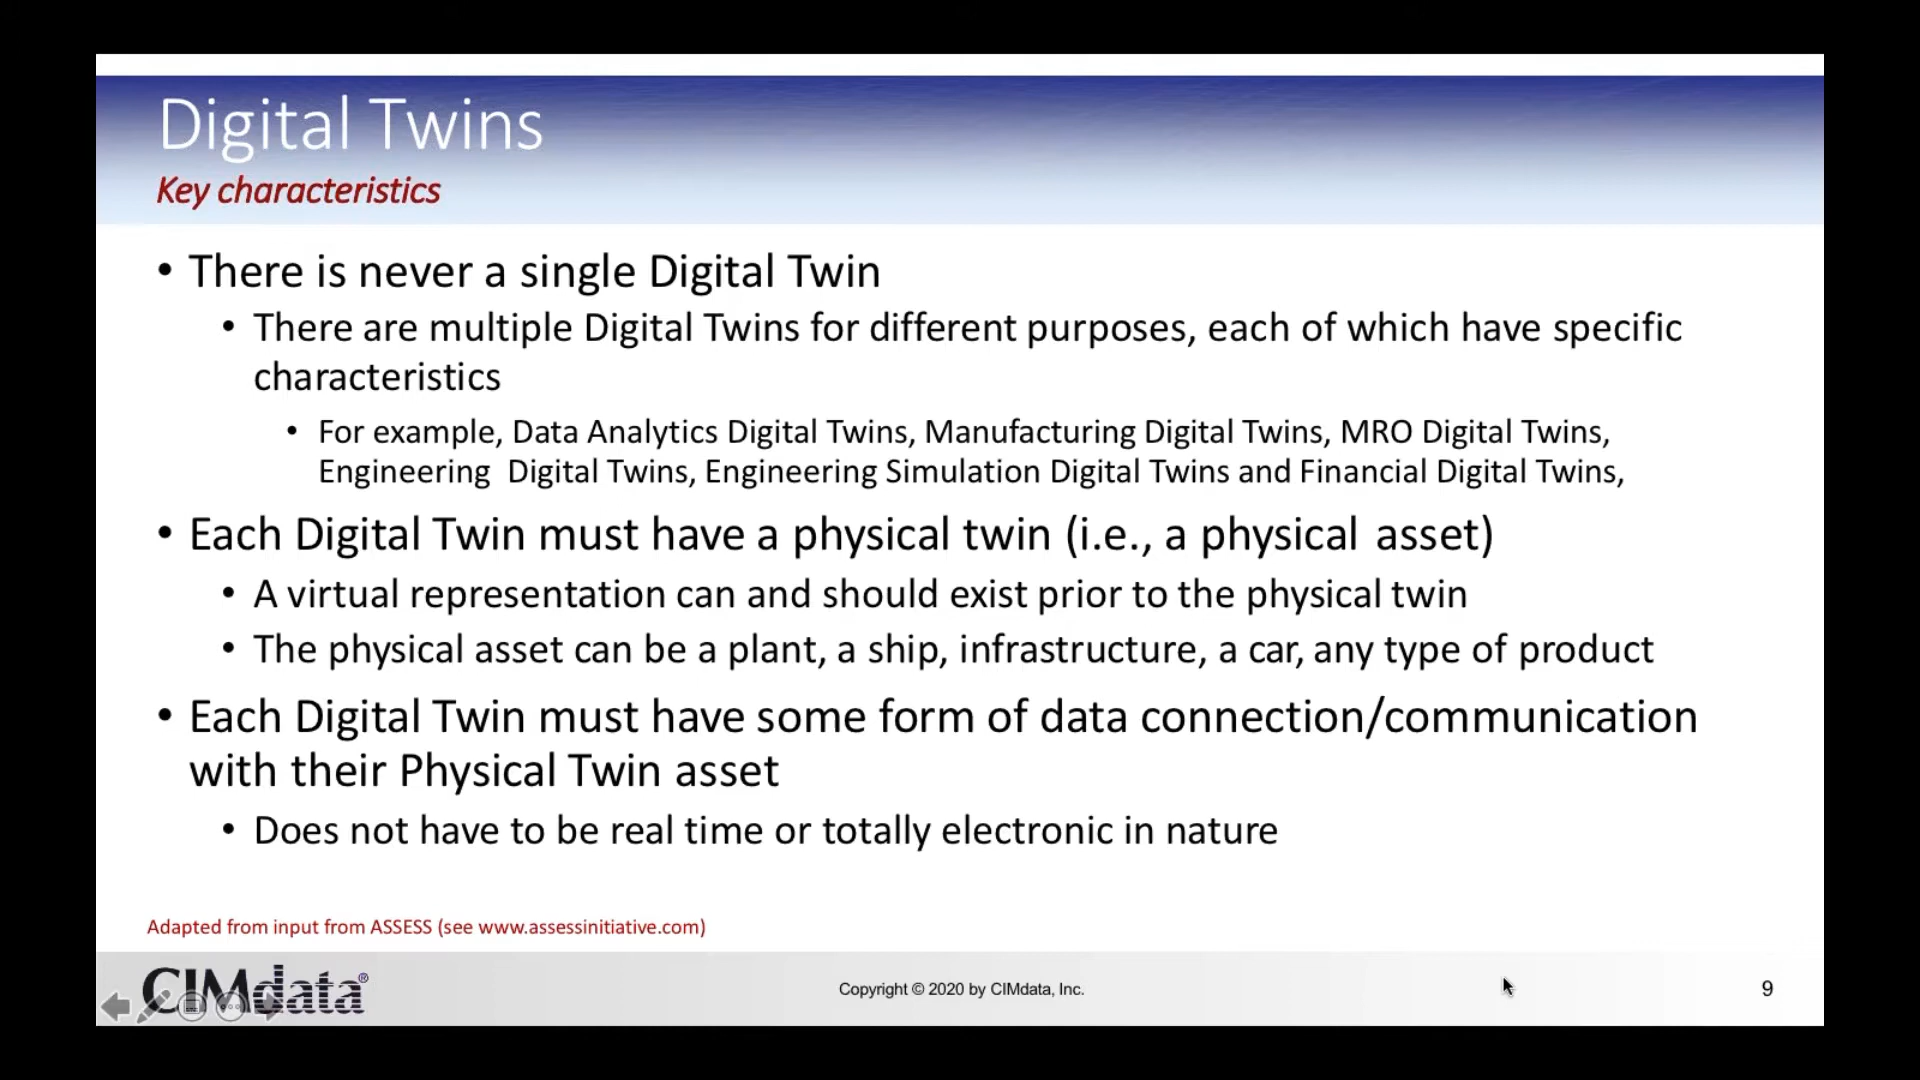 Digital Twins
Key characteristics
• There is never a single Digital Twin
• There are multiple Digital Twins for different purposes, each of which have specific
characteristics
• For example, Data Analytics Digital Twins, Manufacturing Digital Twins, MRO Digital Twins,
Engineering  Digital Twins, Engineering Simulation Digital Twins and Financial Digital Twins,
• Each Digital Twin must have a physical twin (i.e., a physical asset)
• A virtual representation can and should exist prior to the physical twin
• The physical asset can be a plant, a ship, infrastructure, a car, any type of product
• Each Digital Twin must have some form of data connection/communication
with their Physical Twin asset
• Does not have to be real time or totally electronic in nature
Adapted from input from ASSESS (see www.assessinitiative.com)
CIMdata®
Copyright © 2020 by CIMdata, Inc.
9